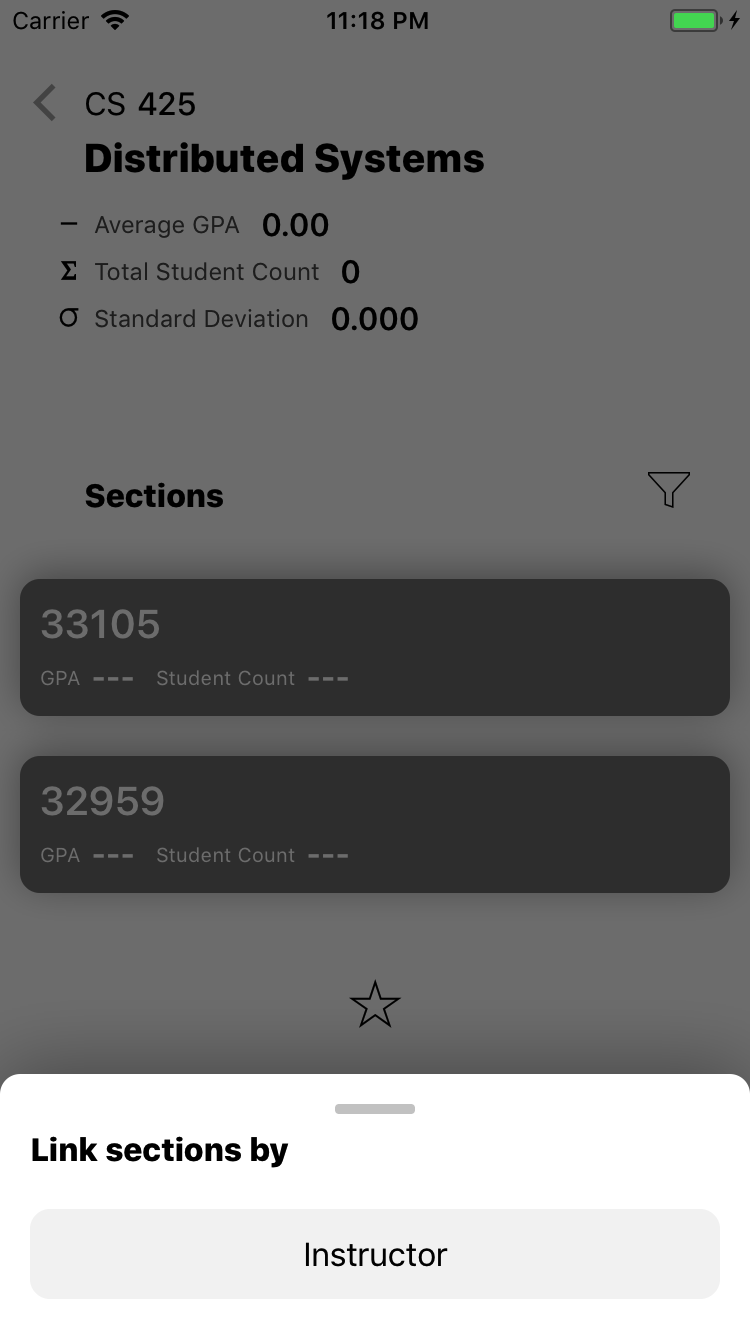 Carrier 11:18 PM
CS 425
Distributed Systems
– Average GPA 0.00
Σ Total Student Count 0
σ Standard Deviation 0.000
Sections
33105
GPA --- Student Count ---
32959
GPA --- Student Count ---
Link sections by
Instructor